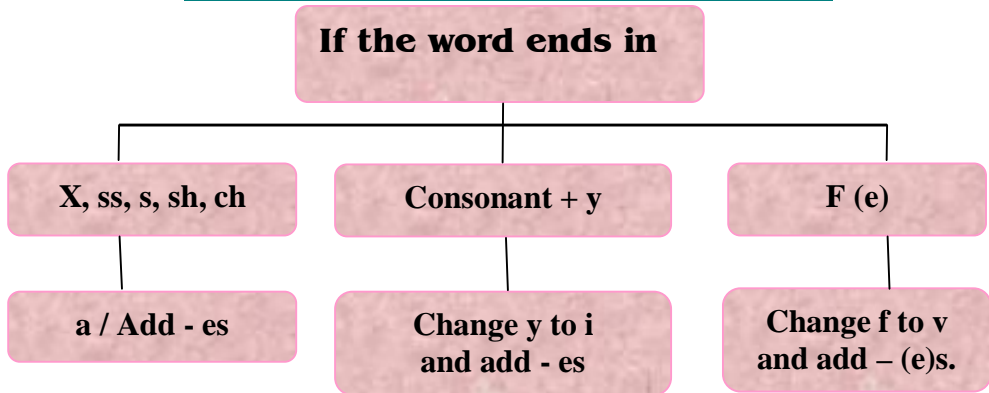 If the word ends in
X, ss, s, sh, ch
Consonant + y
F (e)
a / Add - es
Change y to i
and add - es
Change f to v
and add – (e)s.